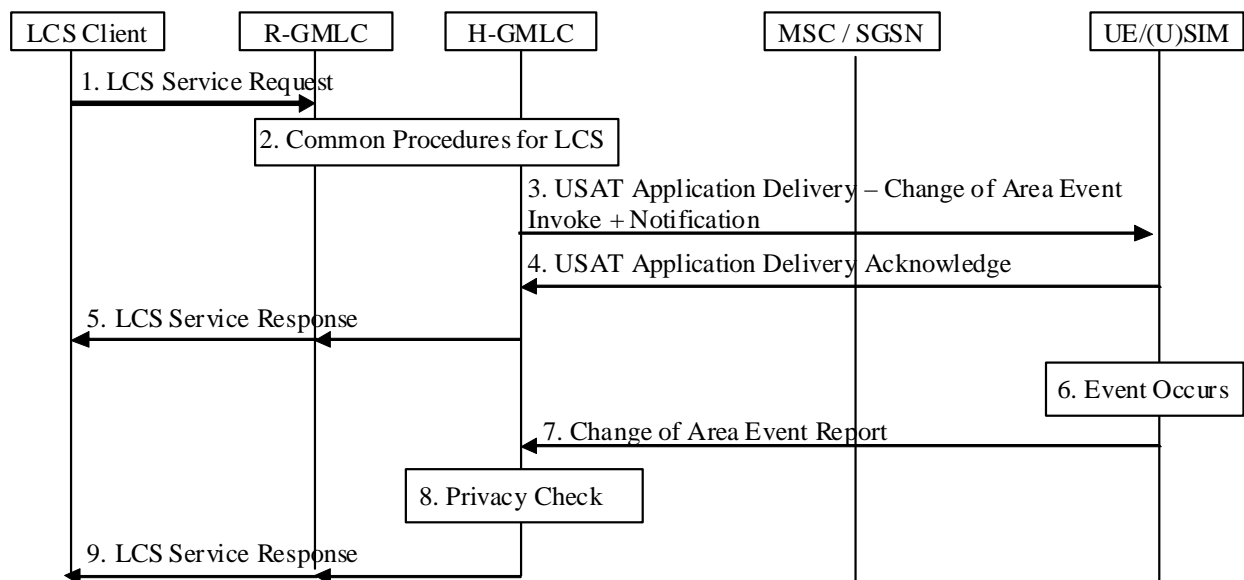 LCS Client
R-GMLC
H-GMLC
MSC / SGSN
UE/(U)SIM
1. LCS Service Request
2. Common Procedures for LCS
3. USAT Application Delivery – Change of Area Event
Invoke + Notification
4. USAT Application Delivery Acknowledge
5. LCS Service Response
6. Event Occurs
7. Change of Area Event Report
8. Privacy Check
9. LCS Service Response